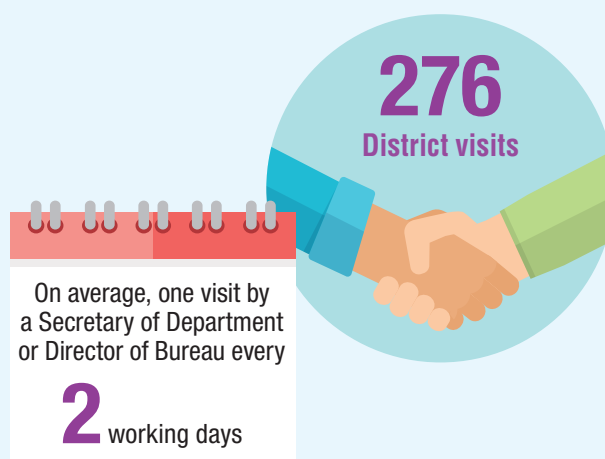 276
District visits
On average, one visit by
a Secretary of Department
or Director of Bureau every
2 working days